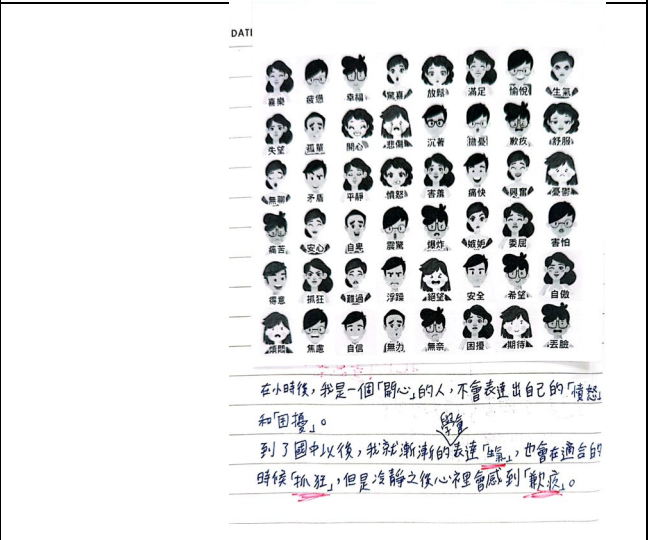 DATE
喜樂 疲憊 幸福 驚喜 放鬆 滿足 愉悅 生氣
失望 孤單 開心 悲傷 沉著 擔憂 歉疚 舒服
無聊 矛盾 平靜 憤怒 害羞 痛快 興奮 憂鬱
痛苦 安心 自卑 震驚 爆炸 嫉妒 委屈 害怕
得意 抓狂 難過 浮躁 絕望 安全 希望 自傲
煩悶 焦慮 自信 無力 無奈 困擾 期待 丟臉
在小時後，我是一個「開心」的人，不會表達出自己的「憤怒」
和「困擾」。
學會
到了國中以後，我就漸漸的表達「生氣」，也會在適合的
時候「抓狂」，但是冷靜之後心裡會感到「歉疚」。